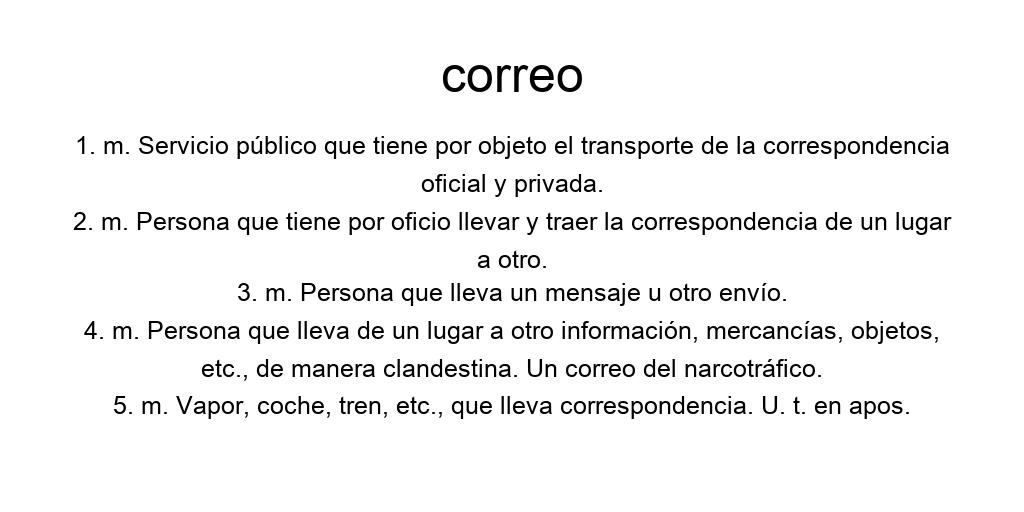 correo
1. m. Servicio público que tiene por objeto el transporte de la correspondencia
oficial y privada.
2. m. Persona que tiene por oficio llevar y traer la correspondencia de un lugar
a otro.
3. m. Persona que lleva un mensaje u otro envío.
4. m. Persona que lleva de un lugar a otro información, mercancías, objetos,
etc., de manera clandestina. Un correo del narcotráfico.
5. m. Vapor, coche, tren, etc., que lleva correspondencia. U. t. en apos.